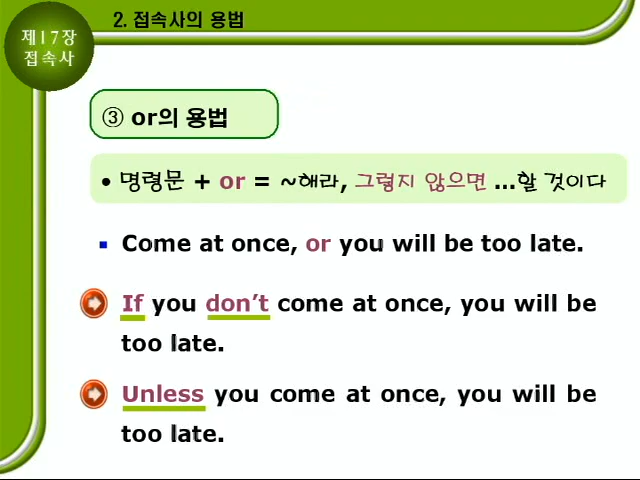 2. 접속사의 용법
제17장
접속사
③ or의 용법
• 명령문 + or = ~해라, 그렇지 않으면 ...할 것이다
▪ Come at once, or you will be too late.
If you don’t come at once, you will be
too late.
Unless you come at once, you will be
too late.